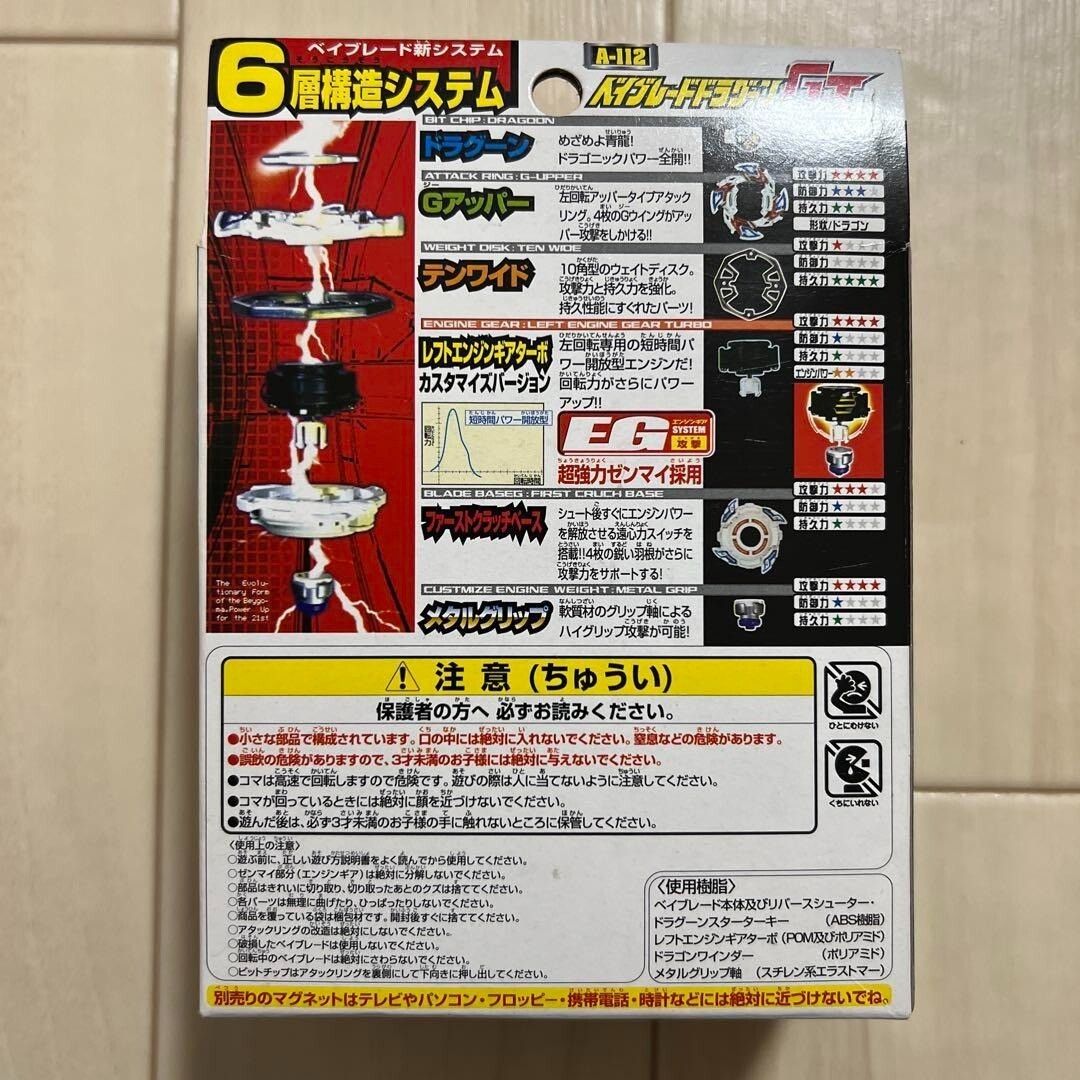 ベイブレード新システム
6層構造システム
そうこうぞう
A-112
ベイブレードドラグーンGT
BIT CHIP : DRAGOON
ドラグーン
めざめよ青龍!
ドラゴニックパワー全開!!
ATTACK RING : G-UPPER
Gアッパー
ジー
左回転アッパータイプアタック
リング。4枚のGウイングがアッ
パー攻撃をしかける!!
攻撃力★★★★
防御力★★★★
持久力★★★★
形状/ドラゴン
WEIGHT DISK : TEN WIDE
テンワイド
10角型のウェイトディスク。
攻撃力と持久力を強化。
持久性能にすぐれたパーツ!
攻撃力★★★★
防御力★★★★
持久力★★★★
ENGINE GEAR : LEFT ENGINE GEAR TURBO
レフトエンジンギアターボ
カスタマイズバージョン
左回転専用の短時間パ
ワー開放型エンジンだ!
回転力がさらにパワー
アップ!!
攻撃力★★★★
防御力★★★★
持久力★★★★
エンジンパワー★★★★
短時間パワー開放型
回転力
回転時間
EG
エンジンギア
SYSTEM
攻撃
超強力ゼンマイ採用
BLADE BASEG : FIRST CRUCH BASE
ファーストクラッチベース
シュート後すぐにエンジンパワー
を解放させる遠心力スイッチを
搭載!!4枚の鋭い羽根がさらに
攻撃力をサポートする!
攻撃力★★★★
防御力★★★★
持久力★★★★
CUSTMIZE ENGINE WEIGHT : METAL GRIP
メタルグリップ
軟質材のグリップ軸による
ハイグリップ攻撃が可能!
攻撃力★★★★
防御力★★★★
持久力★★★★
The Evolu-
tionary Form
of the Beygo-
ma.Power Up
for the 21st
注意(ちゅうい)
保護者の方へ 必ずお読みください。
●小さな部品で構成されています。口の中には絶対に入れないでください。窒息などの危険があります。
●誤飲の危険がありますので、3才未満のお子様には絶対に与えないでください。
●コマは高速で回転しますので危険です。遊びの際は人に当てないように注意してください。
●コマが回っているときには絶対に顔を近づけないでください。
●遊んだ後は、必ず3才未満のお子様の手に触れないところに保管してください。
ひとにむけない
くちにいれない
〈使用上の注意〉
○遊ぶ前に、正しい遊び方説明書をよく読んでから使用してください。
○ゼンマイ部分(エンジンギア)は絶対に分解しないでください。
○部品はきれいに切り取り、切り取ったあとのクズは捨ててください。
○各パーツは無理に曲げたり、ひっぱったりしないでください。
○商品を覆っている袋は梱包材です。開封後すぐに捨ててください。
○アタックリングの改造は絶対にしないでください。
○破損したベイブレードは使用しないでください。
○回転中のベイブレードは絶対にさわらないでください。
○ビットチップはアタックリングを裏側にして下向きに押し出してください。
〈使用樹脂〉
ベイブレード本体及びリバースシューター・
ドラグーンスターターキー (ABS樹脂)
レフトエンジンギアターボ (POM及びポリアミド)
ドラゴンワインダー (ポリアミド)
メタルグリップ軸 (スチレン系エラストマー)
別売りのマグネットはテレビやパソコン・フロッピー・携帯電話・時計などには絶対に近づけないでね。